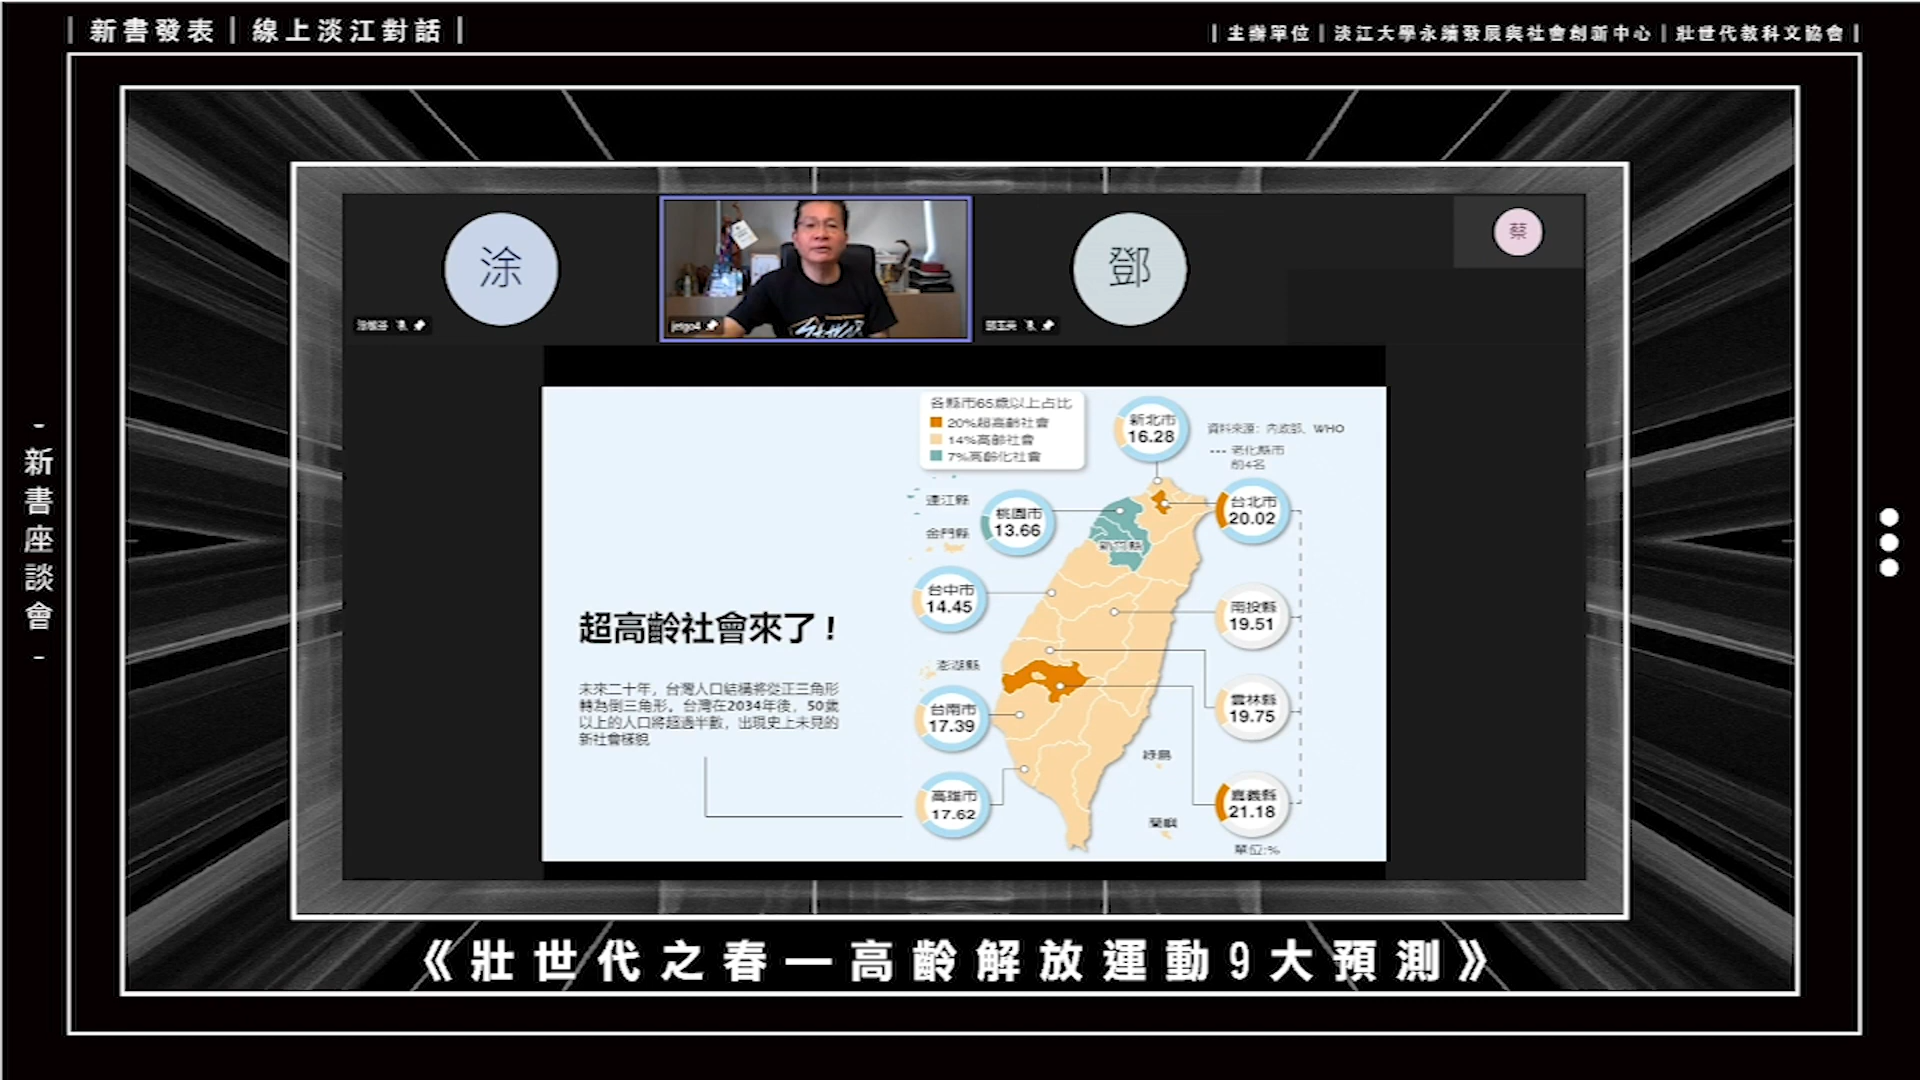 ｜新書發表｜線上淡江對話｜
｜主辦單位｜淡江大學永續發展與社會創新中心｜壯世代教科文協會｜
- 新書座談會 -
涂
jetgo4
鄧
蔡
各縣市65歲以上占比
20%超高齡社會
14%高齡社會
7%高齡化社會
新北市
16.28
資料來源：內政部、WHO
老化縣市
前4名
連江縣
金門縣
桃園市
13.66
新竹縣
台北市
20.02
台中市
14.45
南投縣
19.51
澎湖縣
台南市
17.39
雲林縣
19.75
綠島
高雄市
17.62
嘉義縣
21.18
蘭嶼
單位:%
超高齡社會來了！
未來二十年，台灣人口結構將從正三角形
轉為倒三角形。台灣在2034年後，50歲
以上的人口將超過半數，出現史上未見的
新社會樣貌
《壯世代之春—高齡解放運動9大預測》